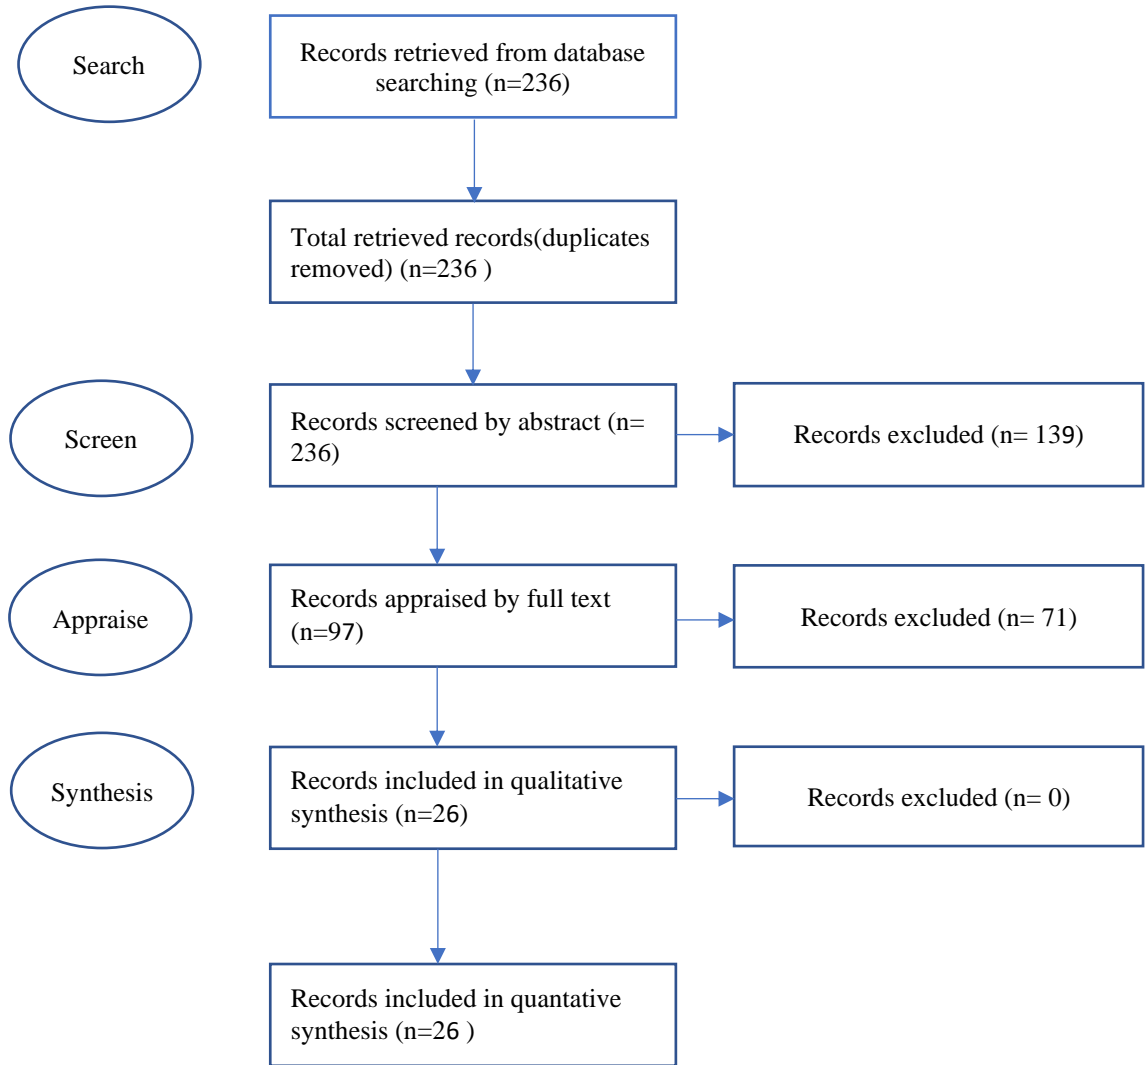 Search
Records retrieved from database
searching (n=236)
Total retrieved records(duplicates
removed) (n=236 )
Screen
Records screened by abstract (n=
236)
Records excluded (n= 139)
Appraise
Records appraised by full text
(n=97)
Records excluded (n= 71)
Synthesis
Records included in qualitative
synthesis (n=26)
Records excluded (n= 0)
Records included in quantative
synthesis (n=26 )